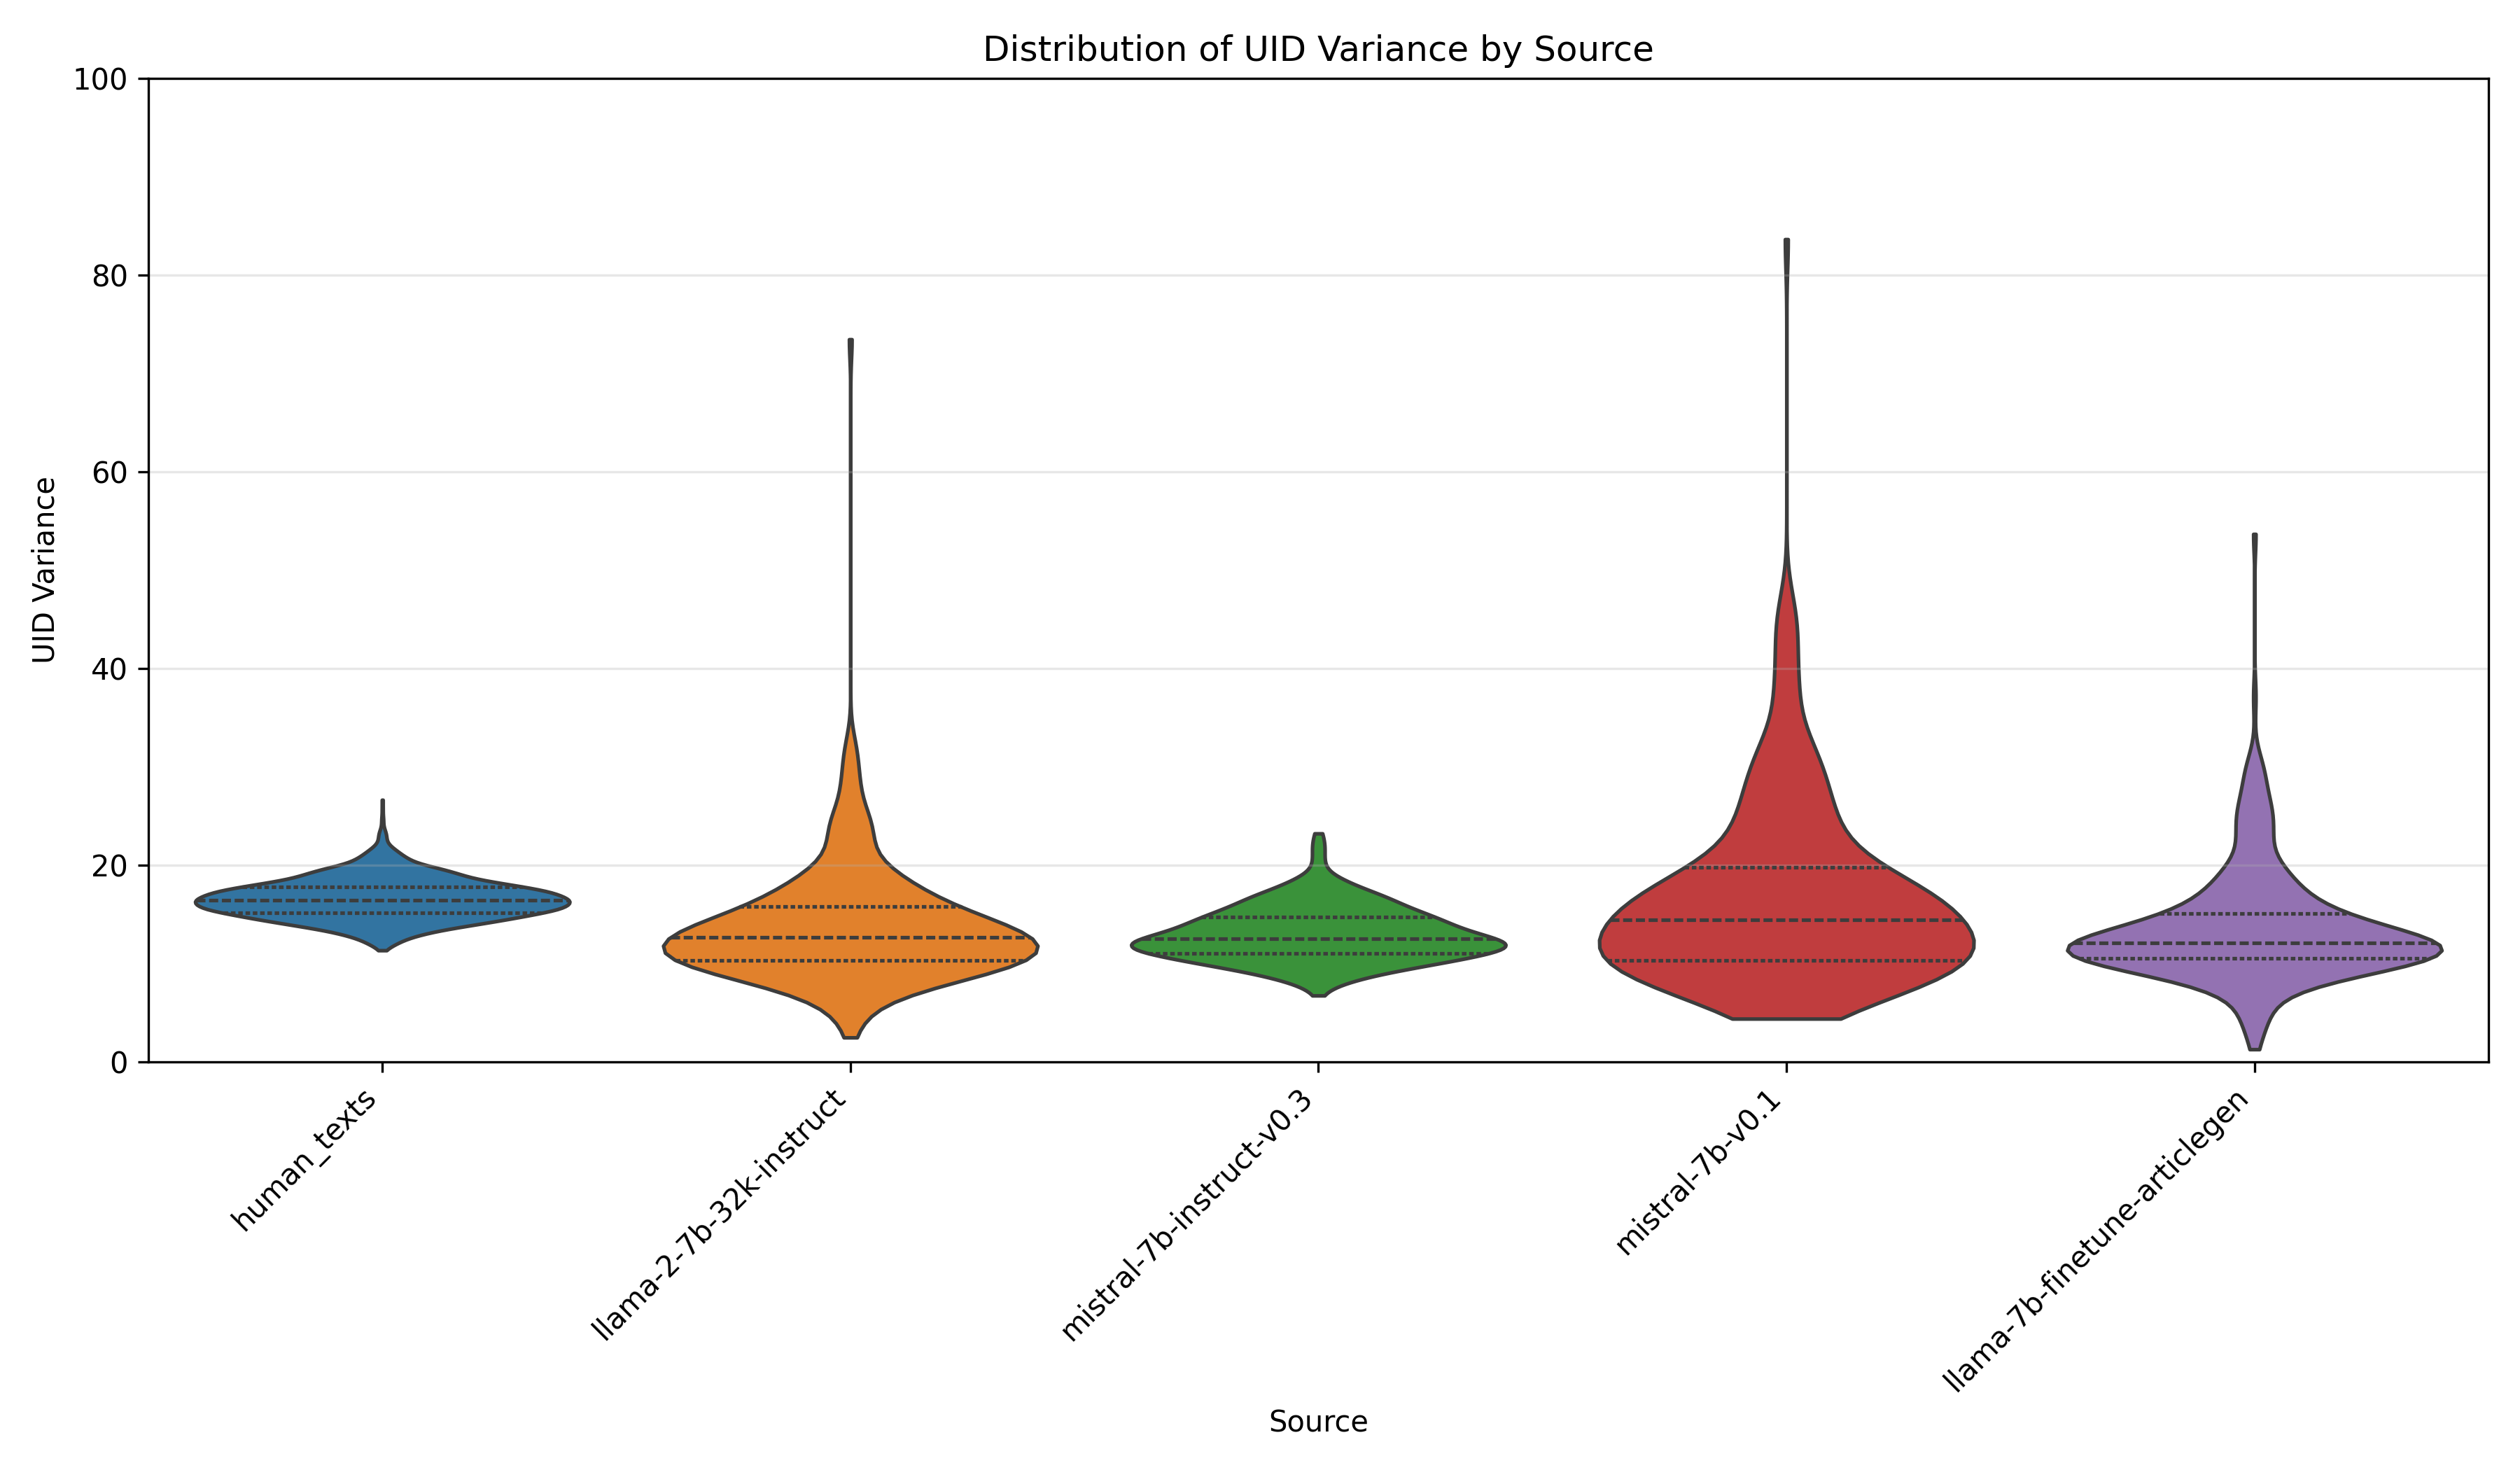 Distribution of UID Variance by Source
100
80
60
40
20
0
UID Variance
human_texts
llama-2-7b-32k-instruct
mistral-7b-instruct-v0.3
mistral-7b-v0.1
llama-7b-finetune-articlegen
Source